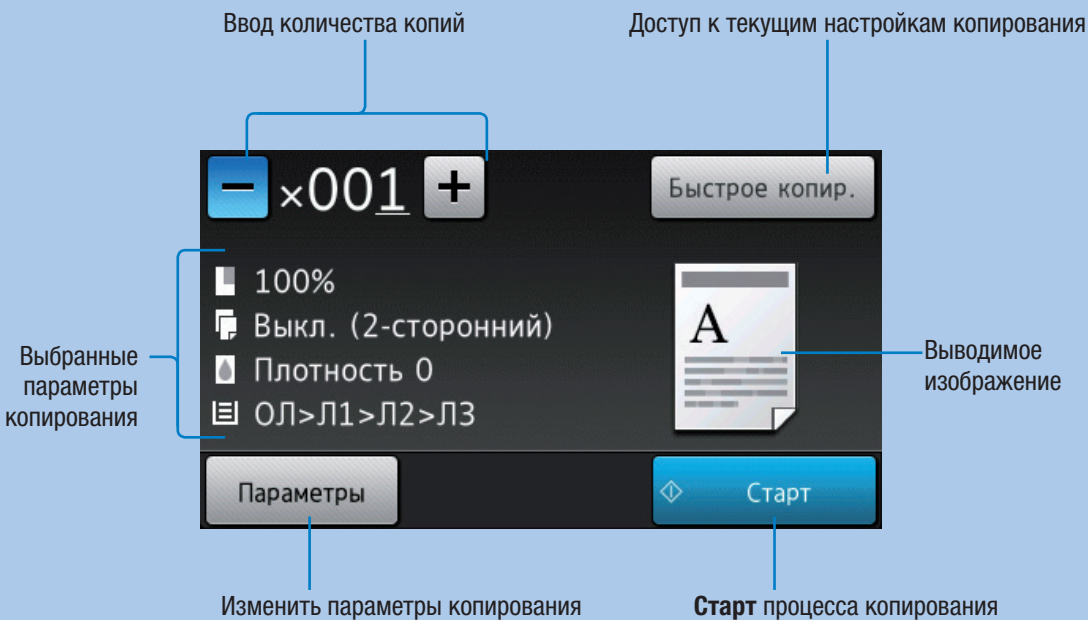 Ввод количества копий
Доступ к текущим настройкам копирования
×001
Быстрое копир.
100%
Выкл. (2-сторонний)
Плотность 0
ОЛ>Л1>Л2>Л3
A
Выбранные
параметры
копирования
Выводимое
изображение
Параметры
Старт
Изменить параметры копирования
Старт процесса копирования